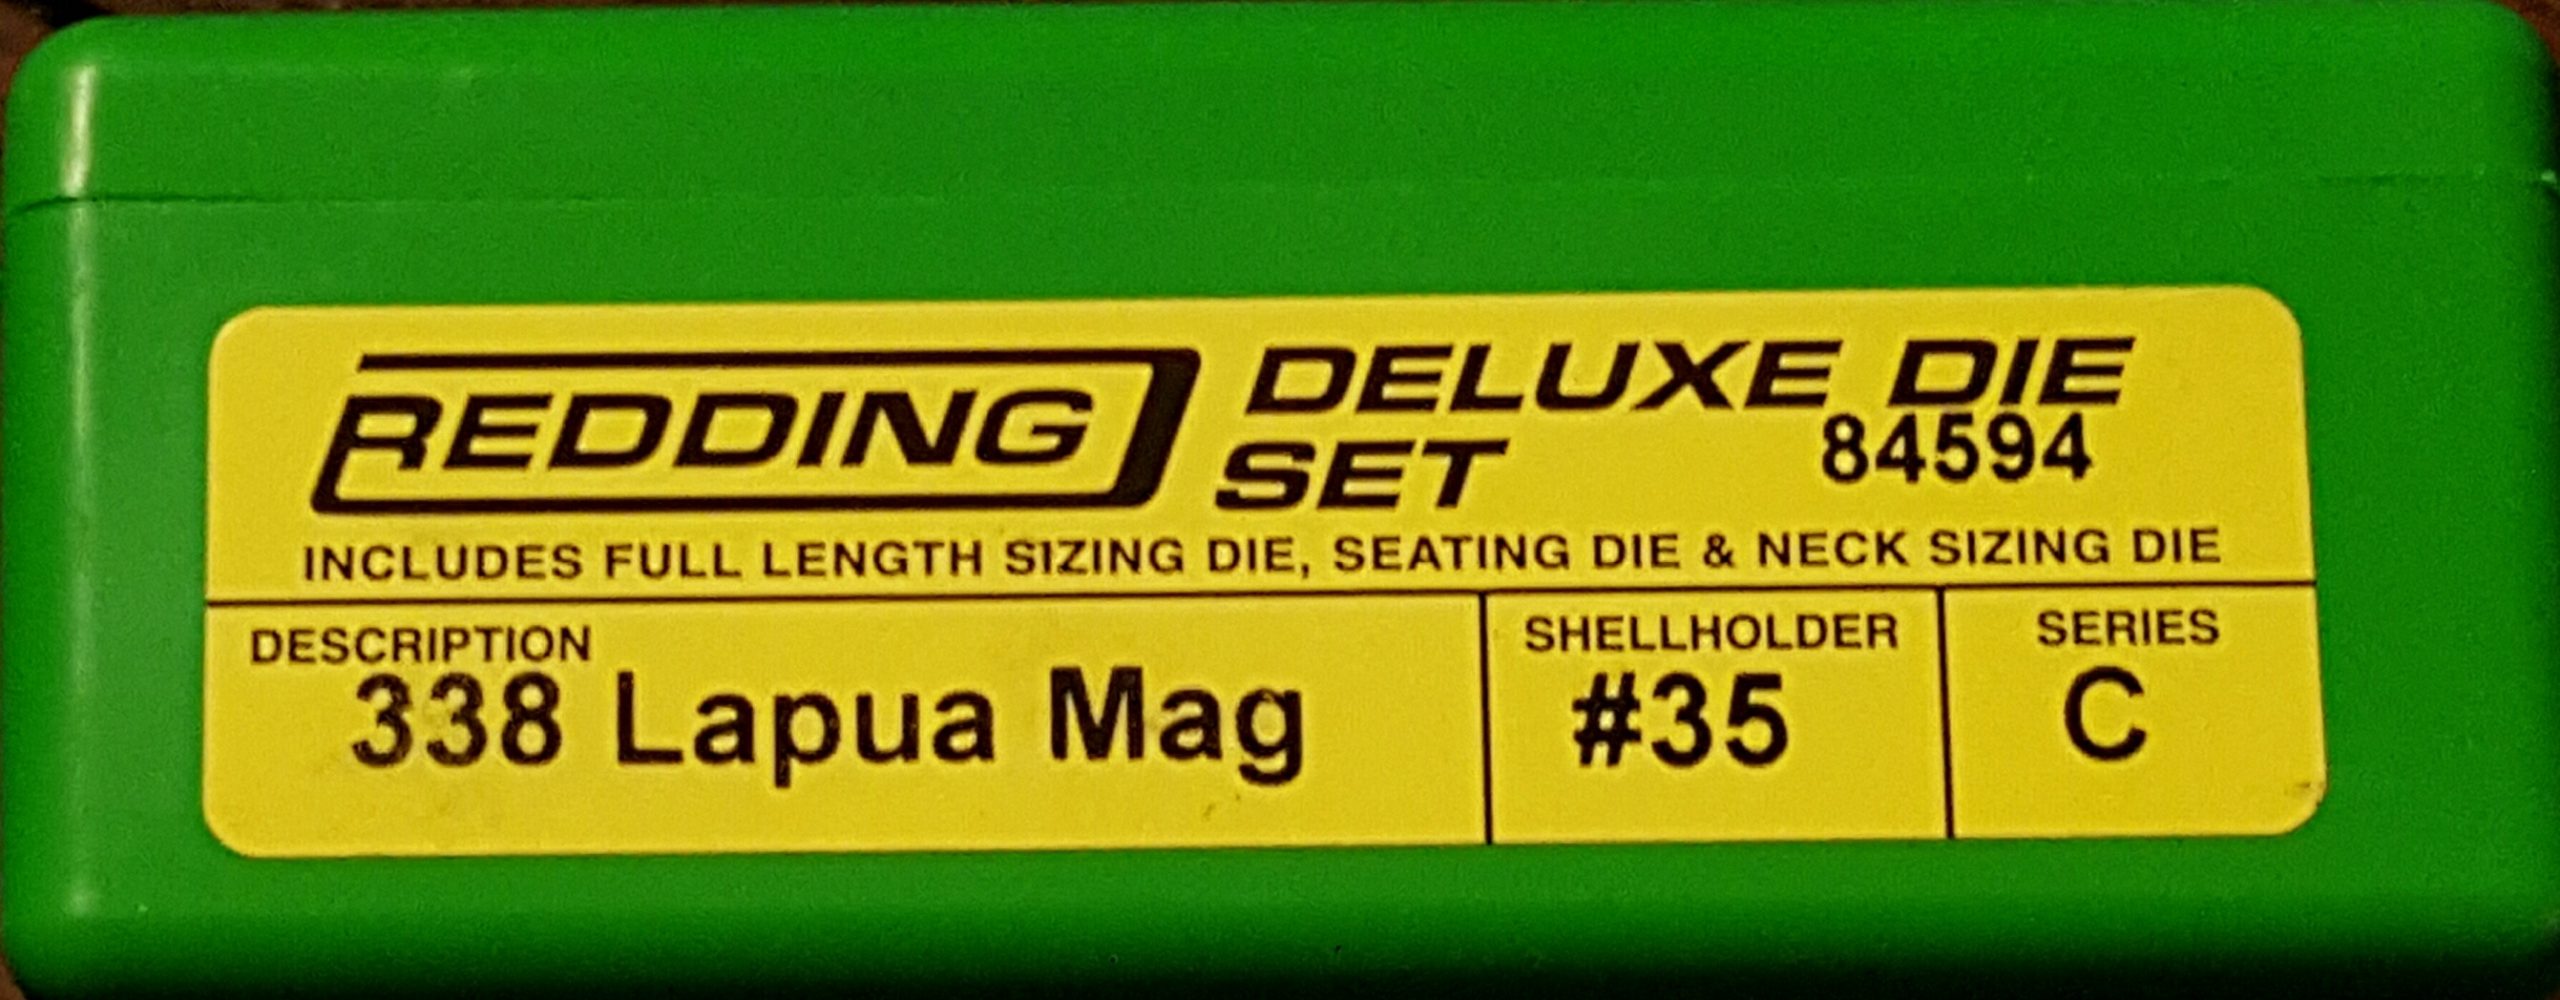 REDDING DELUXE DIE
SET 84594
INCLUDES FULL LENGTH SIZING DIE, SEATING DIE & NECK SIZING DIE
DESCRIPTION SHELLHOLDER SERIES
338 Lapua Mag #35 C